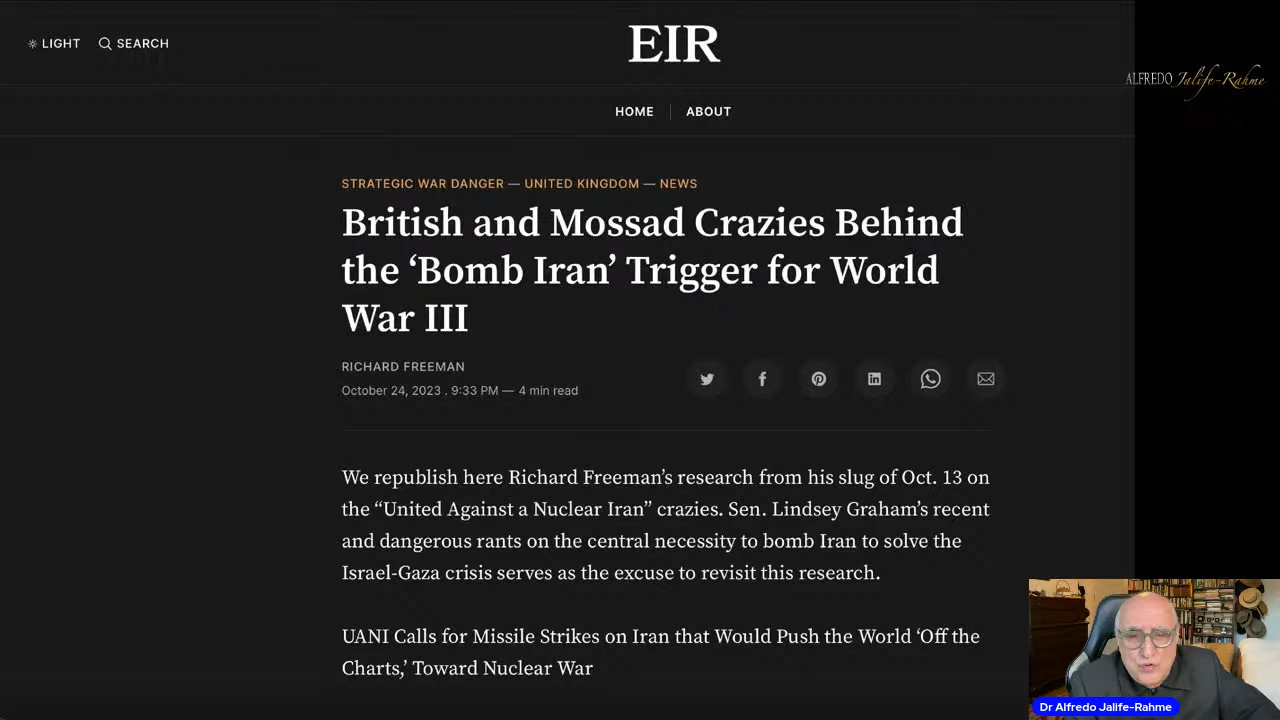 LIGHT
SEARCH
EIR
ALFREDO Jalife-Rahme
HOME
ABOUT
STRATEGIC WAR DANGER — UNITED KINGDOM — NEWS
British and Mossad Crazies Behind
the ‘Bomb Iran’ Trigger for World
War III
RICHARD FREEMAN
October 24, 2023 . 9:33 PM — 4 min read
We republish here Richard Freeman’s research from his slug of Oct. 13 on
the “United Against a Nuclear Iran” crazies. Sen. Lindsey Graham’s recent
and dangerous rants on the central necessity to bomb Iran to solve the
Israel-Gaza crisis serves as the excuse to revisit this research.
UANI Calls for Missile Strikes on Iran that Would Push the World ‘Off the
Charts,’ Toward Nuclear War
Dr Alfredo Jalife-Rahme